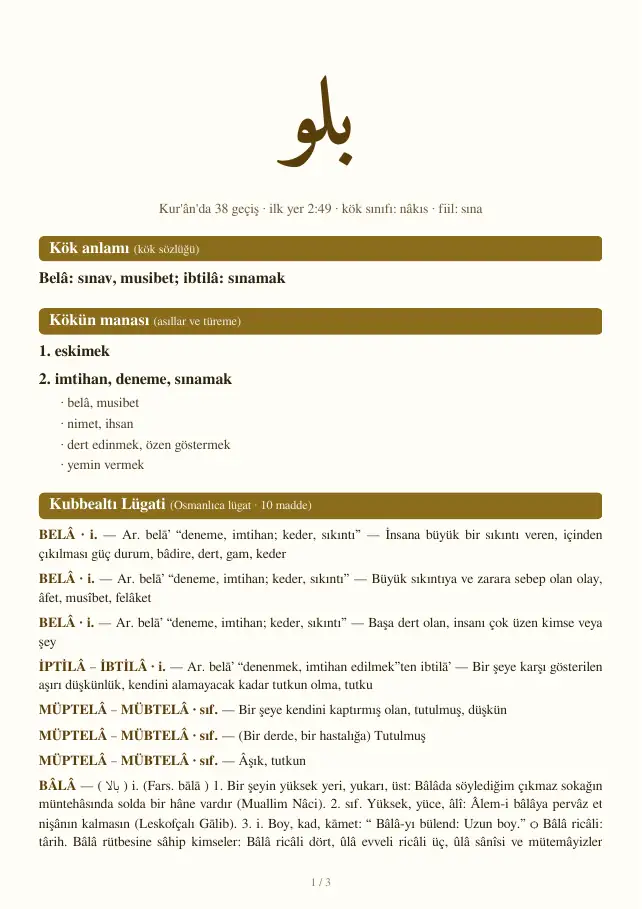 بلو
Kur'ân'da 38 geçiş · ilk yer 2:49 · kök sınıfı: nâkıs · fiil: sına
Kök anlamı (kök sözlüğü)
Belâ: sınav, musibet; ibtilâ: sınamak
Kökün manası (asıllar ve türeme)
1. eskimek
2. imtihan, deneme, sınamak
· belâ, musibet
· nimet, ihsan
· dert edinmek, özen göstermek
· yemin vermek
Kubbealtı Lügati (Osmanlıca lügat · 10 madde)
BELÂ · i. — Ar. belā’ “deneme, imtihan; keder, sıkıntı” — İnsana büyük bir sıkıntı veren, içinden
çıkılması güç durum, bâdire, dert, gam, keder
BELÂ · i. — Ar. belā’ “deneme, imtihan; keder, sıkıntı” — Büyük sıkıntıya ve zarara sebep olan olay,
âfet, musîbet, felâket
BELÂ · i. — Ar. belā’ “deneme, imtihan; keder, sıkıntı” — Başa dert olan, insanı çok üzen kimse veya
şey
İPTİLÂ – İBTİLÂ · i. — Ar. belā’ “denenmek, imtihan edilmek”ten ibtilā’ — Bir şeye karşı gösterilen
aşırı düşkünlük, kendini alamayacak kadar tutkun olma, tutku
MÜPTELÂ – MÜBTELÂ · sıf. — Bir şeye kendini kaptırmış olan, tutulmuş, düşkün
MÜPTELÂ – MÜBTELÂ · sıf. — (Bir derde, bir hastalığa) Tutulmuş
MÜPTELÂ – MÜBTELÂ · sıf. — Âşık, tutkun
BÂLÂ — ( ﺑﺎﻻ ) i. (Fars. bālā ) 1. Bir şeyin yüksek yeri, yukarı, üst: Bâlâda söylediğim çıkmaz sokağın
müntehâsında solda bir hâne vardır (Muallim Nâci). 2. sıf. Yüksek, yüce, âlî: Âlem-i bâlâya pervâz et
nişânın kalmasın (Leskofçalı Gālib). 3. i. Boy, kad, kāmet: “ Bâlâ-yı bülend: Uzun boy.” ѻ Bâlâ ricâli:
târih. Bâlâ rütbesine sâhip kimseler: Bâlâ ricâli dört, ûlâ evveli ricâli üç, ûlâ sânîsi ve mütemâyizler
1 / 3